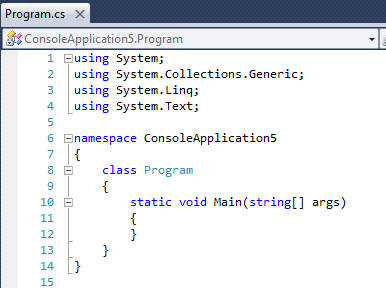 Program.cs
ConsoleApplication5.Program
1 using System;
2 using System.Collections.Generic;
3 using System.Linq;
4 using System.Text;
5
6 namespace ConsoleApplication5
7 {
8     class Program
9     {
10         static void Main(string[] args)
11         {
12         }
13     }
14 }
15